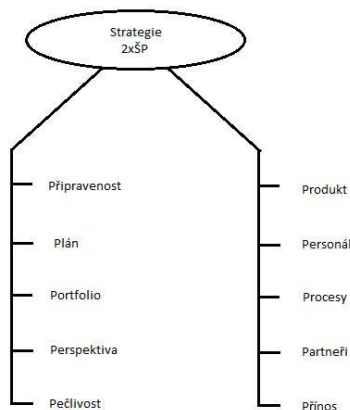 Strategie
2xŠP
Připravenost
Plán
Portfolio
Perspektiva
Pečlivost
Produkt
Personál
Procesy
Partneři
Přínos